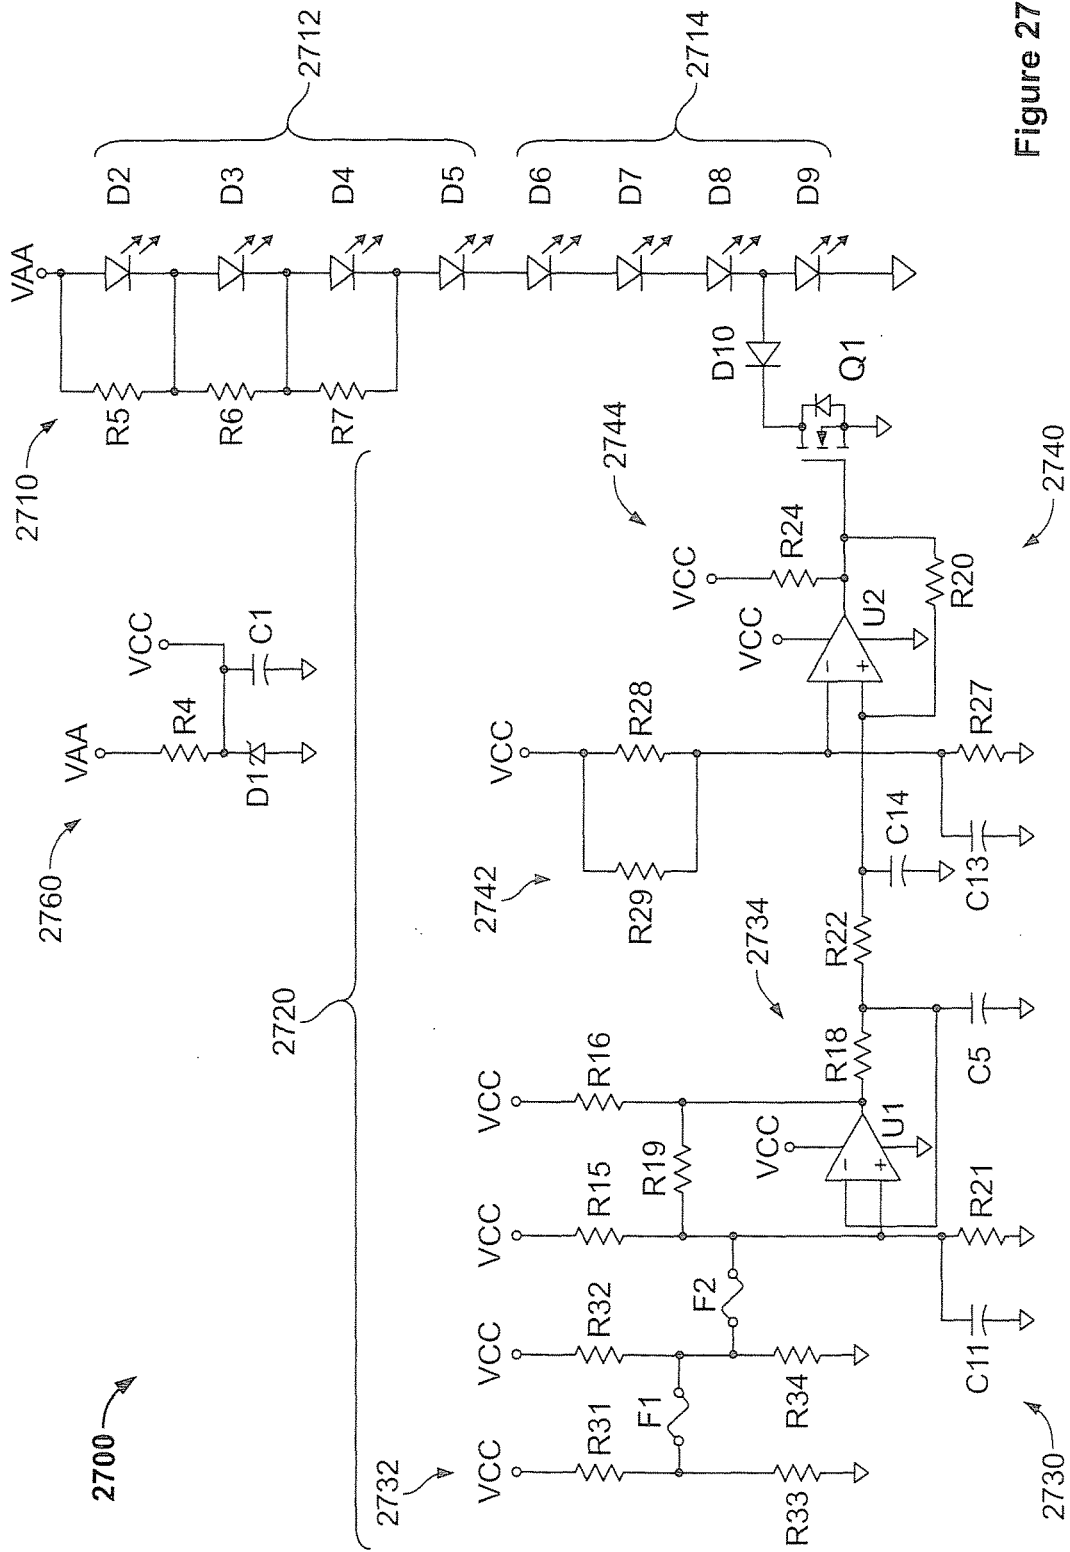 2700
2710
2712
2714
2760
VAA
R4
VCC
D1
C1
VAA
R5
R6
R7
D2
D3
D4
D5
D6
D7
D8
D9
D10
Q1
2720
2732
VCC
R31
F1
R33
VCC
R32
F2
R34
VCC
R15
R19
VCC
R16
VCC
U1
-
+
R18
2734
C11
R21
C5
2730
R22
C14
2742
VCC
R29
R28
C13
R27
VCC
U2
-
+
VCC
R24
R20
2744
2740
Figure 27